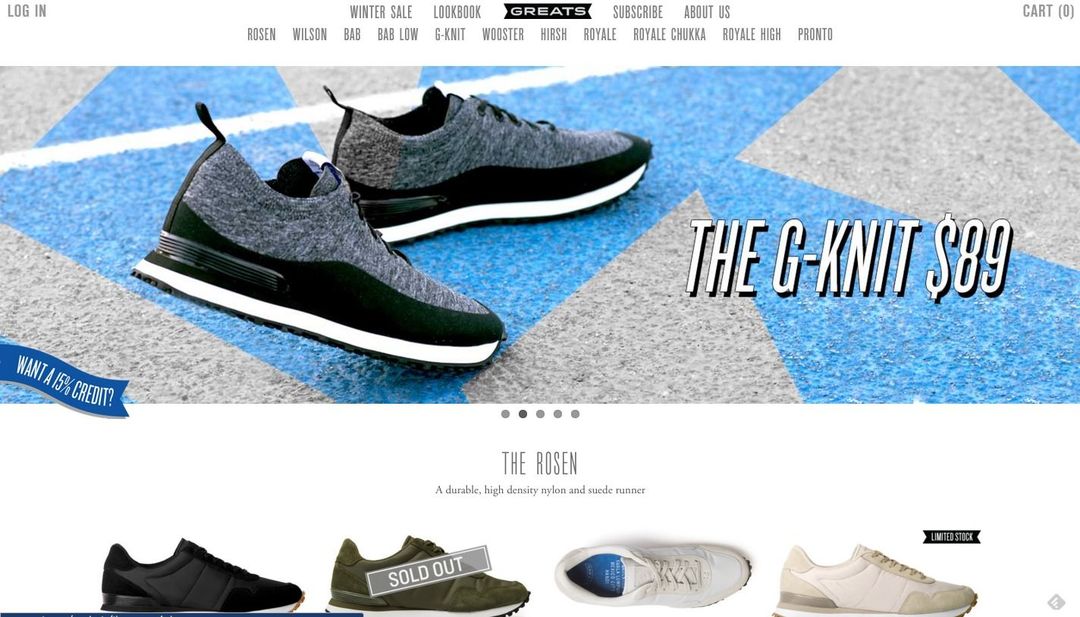 LOG IN
WINTER SALE LOOKBOOK GREATS SUBSCRIBE ABOUT US
CART (0)
ROSEN WILSON BAB BAB LOW G-KNIT WOOSTER HIRSH ROYALE ROYALE CHUKKA ROYALE HIGH PRONTO
THE G-KNIT $89
WANT A 15% CREDIT?
THE ROSEN
A durable, high density nylon and suede runner
LIMITED STOCK
SOLD OUT